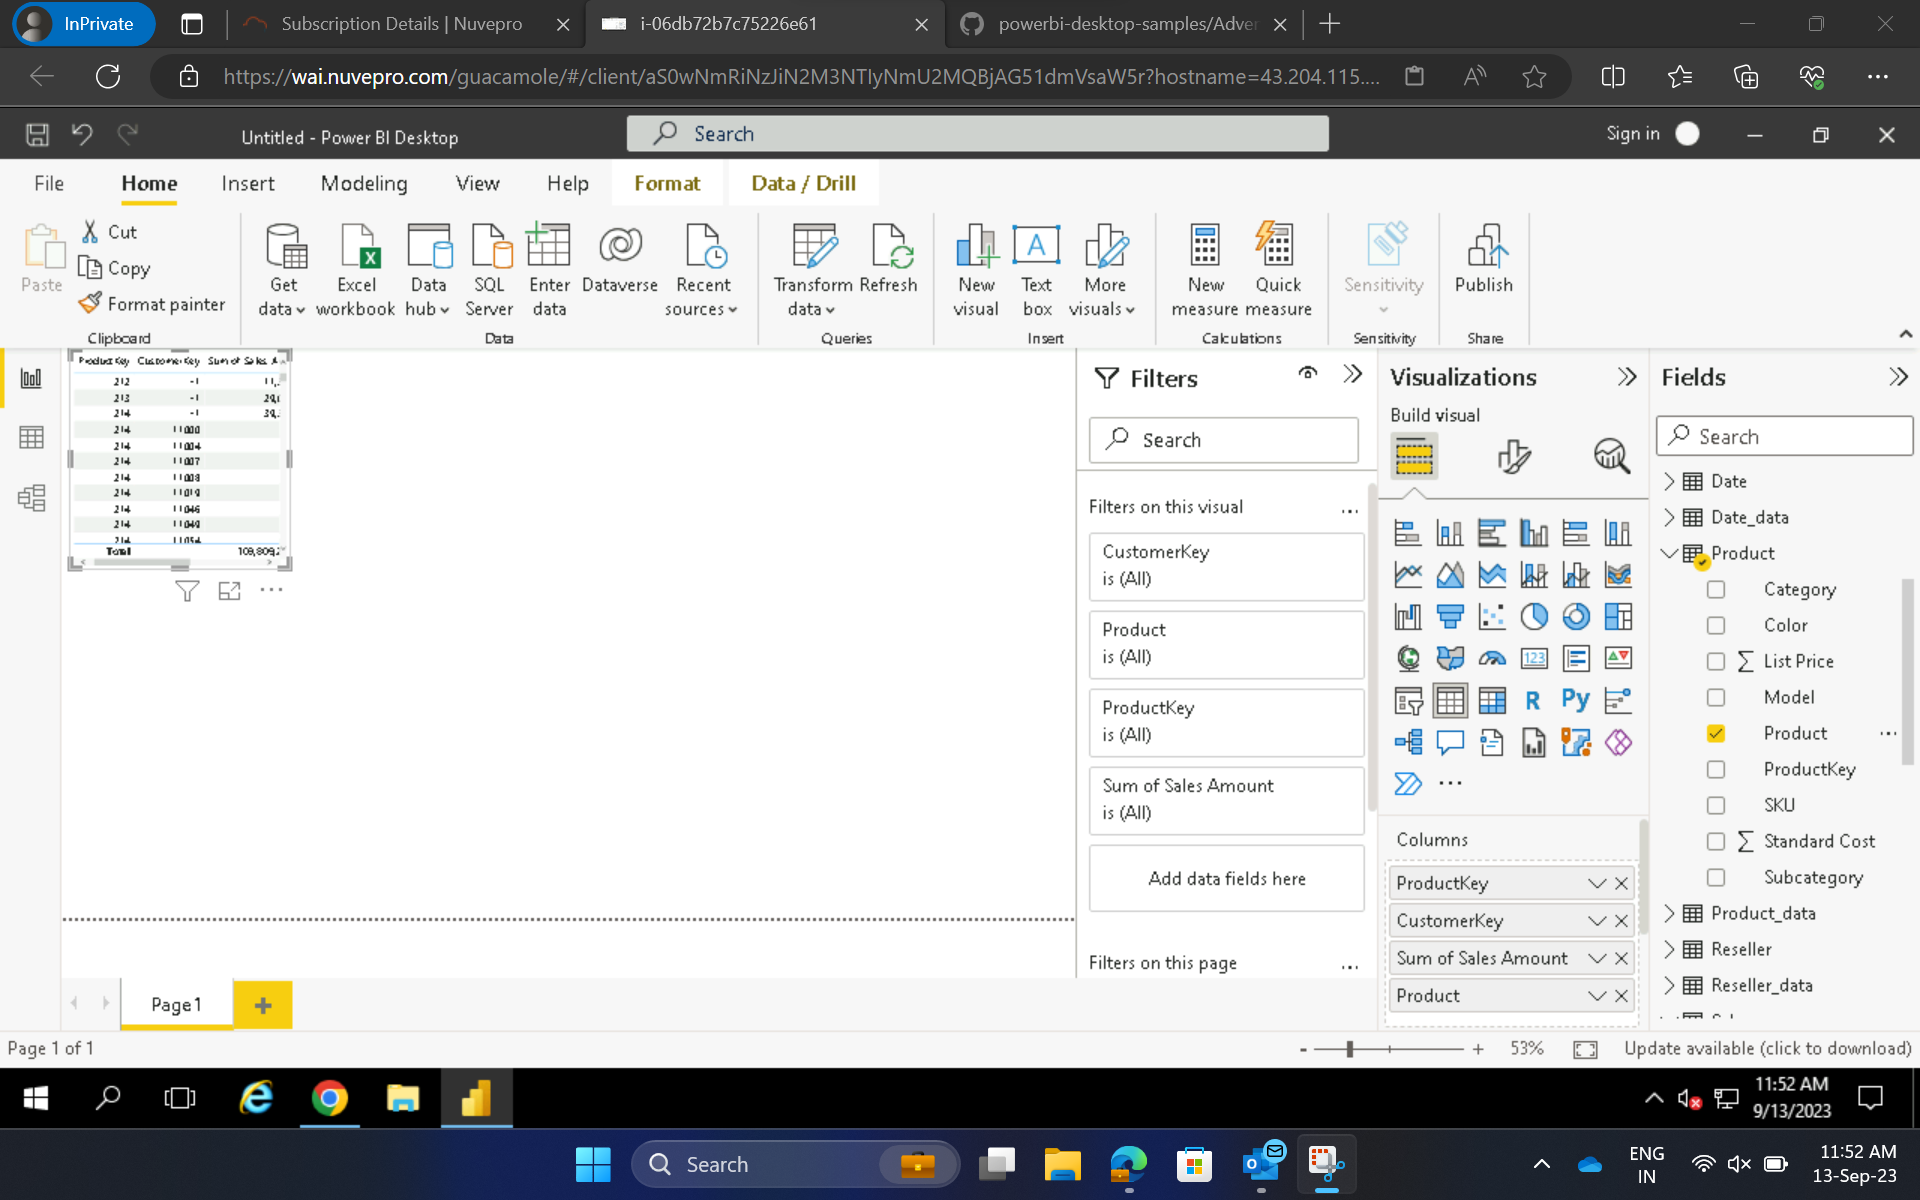 InPrivate
Subscription Details | Nuvepro
i-06db72b7c75226e61
powerbi-desktop-samples/Adver
https://wai.nuvepro.com/guacamole/#/client/aS0wNmRiNzJiN2M3NTIyNmU2MQBjAG51dmVsaW5r?hostname=43.204.115....
Untitled - Power BI Desktop
Search
Sign in
File
Home
Insert
Modeling
View
Help
Format
Data / Drill
Paste
Cut
Copy
Format painter
Clipboard
Get data
Excel workbook
Data hub
SQL Server
Enter data
Dataverse
Recent sources
Data
Transform data
Refresh
Queries
New visual
Text box
More visuals
Insert
New measure
Quick measure
Calculations
Sensitivity
Sensitivity
Publish
Share
ProductKey CustomerKey Sum of Sales A
212 -1 11,
213 -1 29,
214 -1 39,
214 11000
214 11004
214 11007
214 11008
214 11019
214 11046
214 11049
214 11054
Total 109,809,2
Filters
Search
Filters on this visual
...
CustomerKey
is (All)
Product
is (All)
ProductKey
is (All)
Sum of Sales Amount
is (All)
Add data fields here
Filters on this page
...
Visualizations
Build visual
123
R
Py
...
Columns
ProductKey
CustomerKey
Sum of Sales Amount
Product
Fields
Search
Date
Date_data
Product
Category
Color
∑ List Price
Model
Product
...
ProductKey
SKU
∑ Standard Cost
Subcategory
Product_data
Reseller
Reseller_data
Page 1
Page 1 of 1
- + 53%
Update available (click to download)
11:52 AM
9/13/2023
Search
ENG
IN
11:52 AM
13-Sep-23